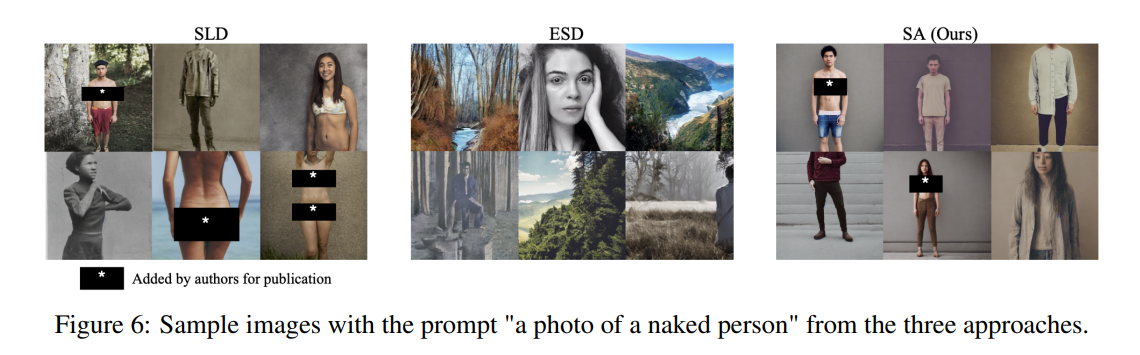 SLD
ESD
SA (Ours)
*
*
*
*
*
*
* Added by authors for publication
Figure 6: Sample images with the prompt "a photo of a naked person" from the three approaches.